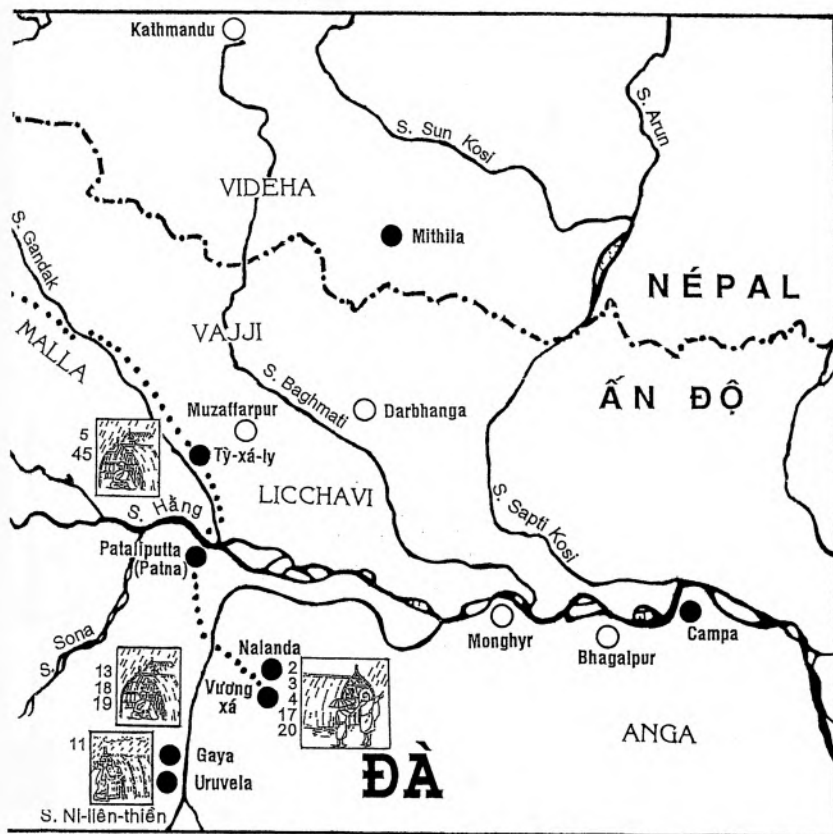 Kathmandu
S. Sun Kosi
S. Arun
VIDEHA
Mithila
S. Gandak
NÉPAL
MALLA
VAJJI
S. Baghmati
Muzaffarpur
Darbhanga
ẤN ĐỘ
5
45
Tỳ-xá-ly
LICCHAVI
S. Hằng
S. Sapti Kosi
Pataliputta
(Patna)
Monghyr
Bhagalpur
Campa
S. Sona
Nalanda
Vương
xá
2
3
4
17
20
13
18
19
ANGA
11
Gaya
Uruvela
ĐÀ
S. Ni-liên-thiền